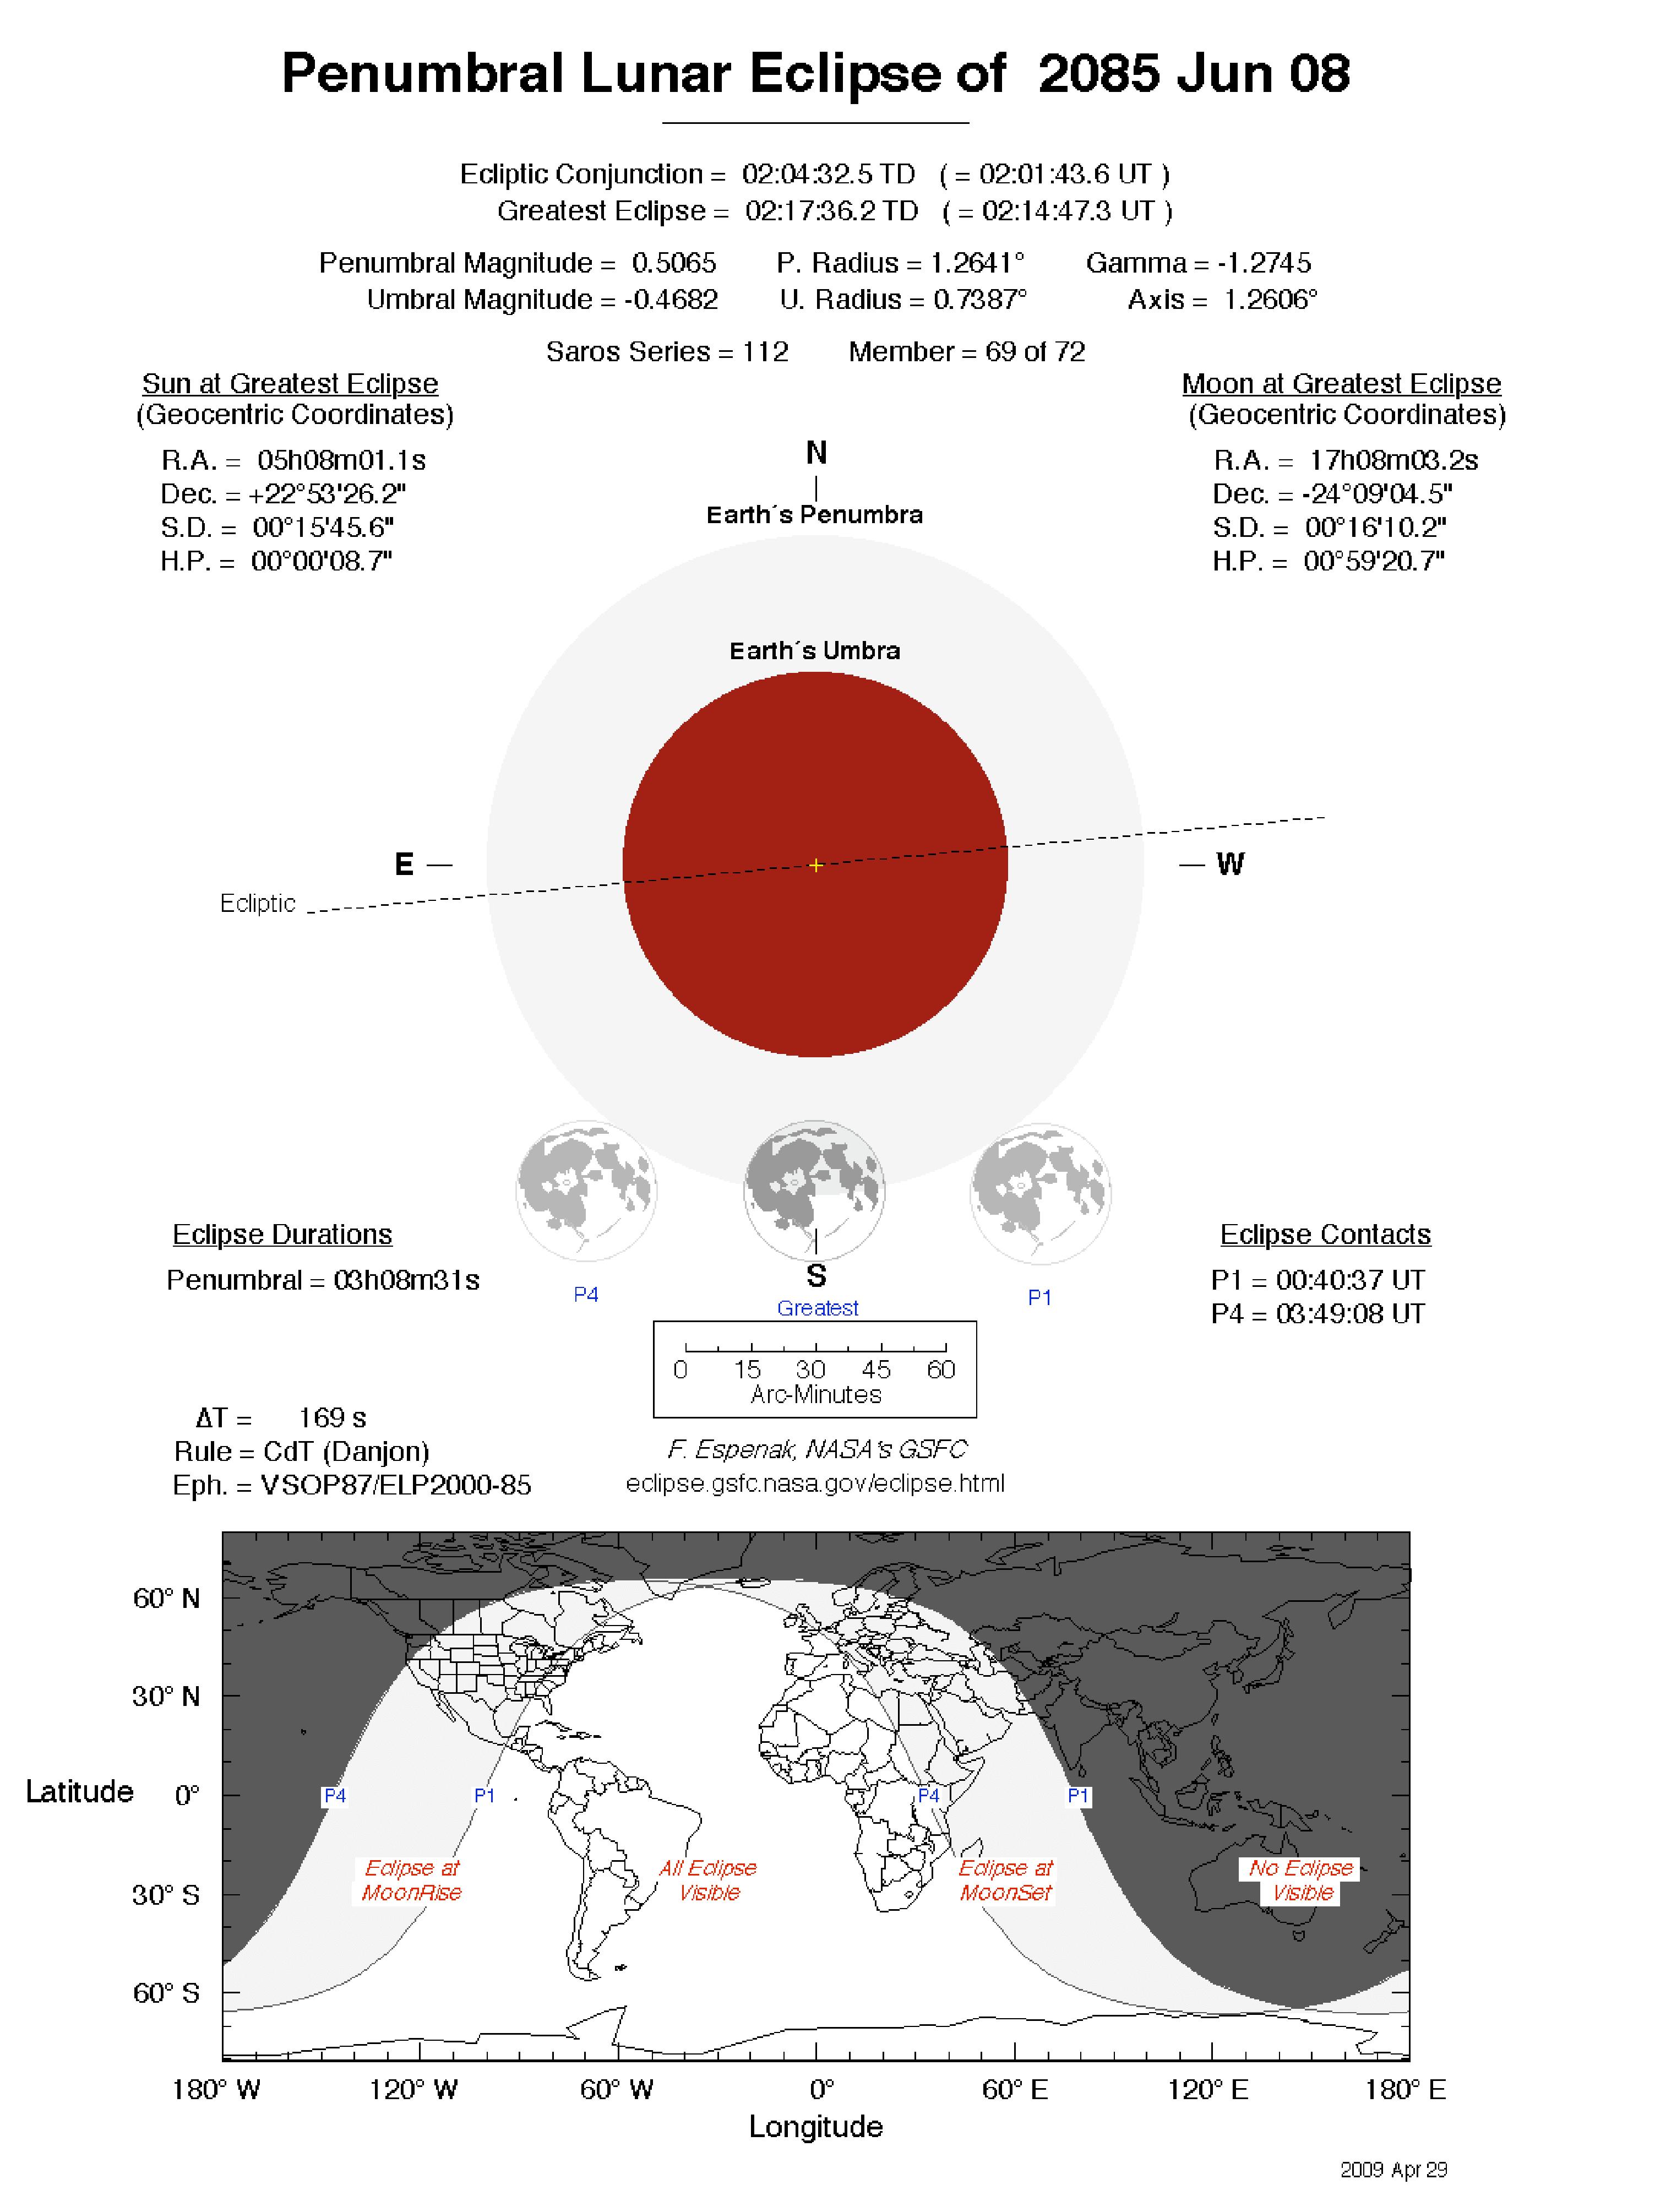 Penumbral Lunar Eclipse of 2085 Jun 08
Ecliptic Conjunction = 02:04:32.5 TD ( = 02:01:43.6 UT )
Greatest Eclipse = 02:17:36.2 TD ( = 02:14:47.3 UT )
Penumbral Magnitude = 0.5065 P. Radius = 1.2641° Gamma = -1.2745
Umbral Magnitude = -0.4682 U. Radius = 0.7387° Axis = 1.2606°
Saros Series = 112 Member = 69 of 72
Sun at Greatest Eclipse
(Geocentric Coordinates)
R.A. = 05h08m01.1s
Dec. = +22°53'26.2"
S.D. = 00°15'45.6"
H.P. = 00°00'08.7"
Moon at Greatest Eclipse
(Geocentric Coordinates)
R.A. = 17h08m03.2s
Dec. = -24°09'04.5"
S.D. = 00°16'10.2"
H.P. = 00°59'20.7"
N
Earth´s Penumbra
Earth´s Umbra
E
W
Ecliptic
Eclipse Durations
Penumbral = 03h08m31s
P4
S
Greatest
P1
Eclipse Contacts
P1 = 00:40:37 UT
P4 = 03:49:08 UT
0 15 30 45 60
Arc-Minutes
ΔT = 169 s
Rule = CdT (Danjon)
Eph. = VSOP87/ELP2000-85
F. Espenak, NASA's GSFC
eclipse.gsfc.nasa.gov/eclipse.html
60° N
30° N
Latitude 0°
30° S
60° S
P4 P1 P4 P1
Eclipse at
MoonRise
All Eclipse
Visible
Eclipse at
MoonSet
No Eclipse
Visible
180° W 120° W 60° W 0° 60° E 120° E 180° E
Longitude
2009 Apr 29